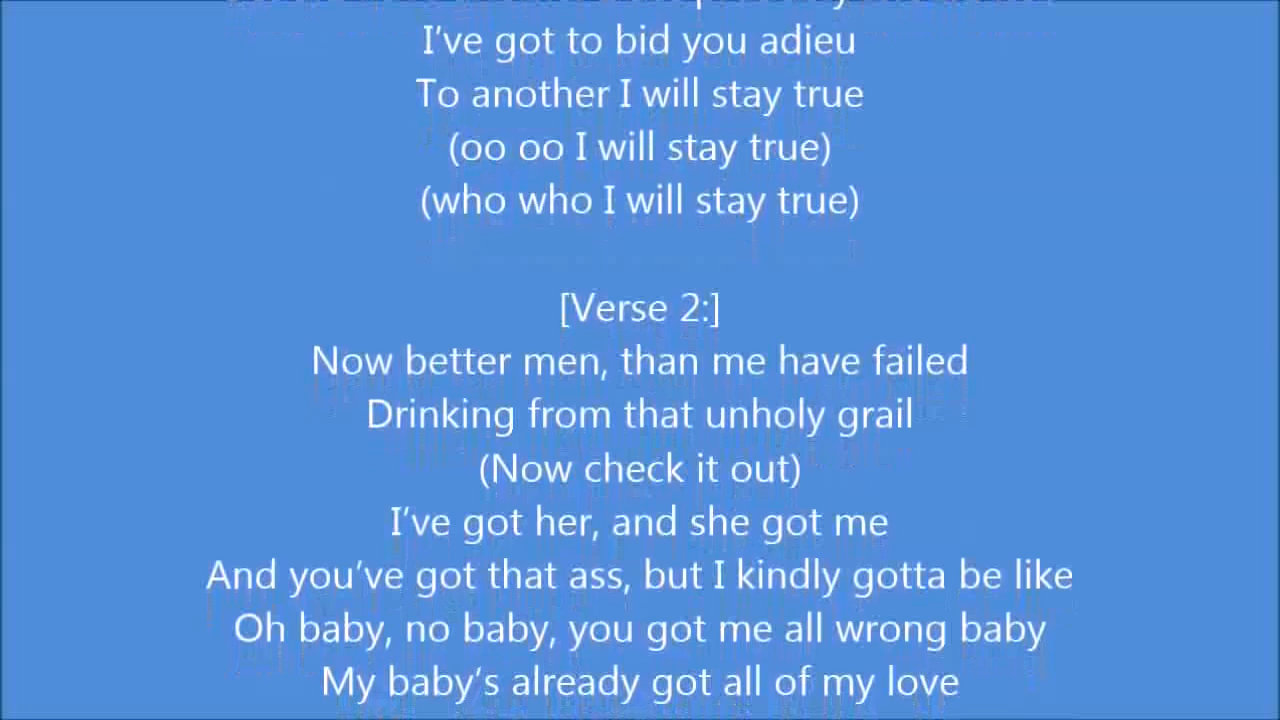 I've got to bid you adieu
To another I will stay true
(oo oo I will stay true)
(who who I will stay true)
[Verse 2:]
Now better men, than me have failed
Drinking from that unholy grail
(Now check it out)
I've got her, and she got me
And you've got that ass, but I kindly gotta be like
Oh baby, no baby, you got me all wrong baby
My baby's already got all of my love